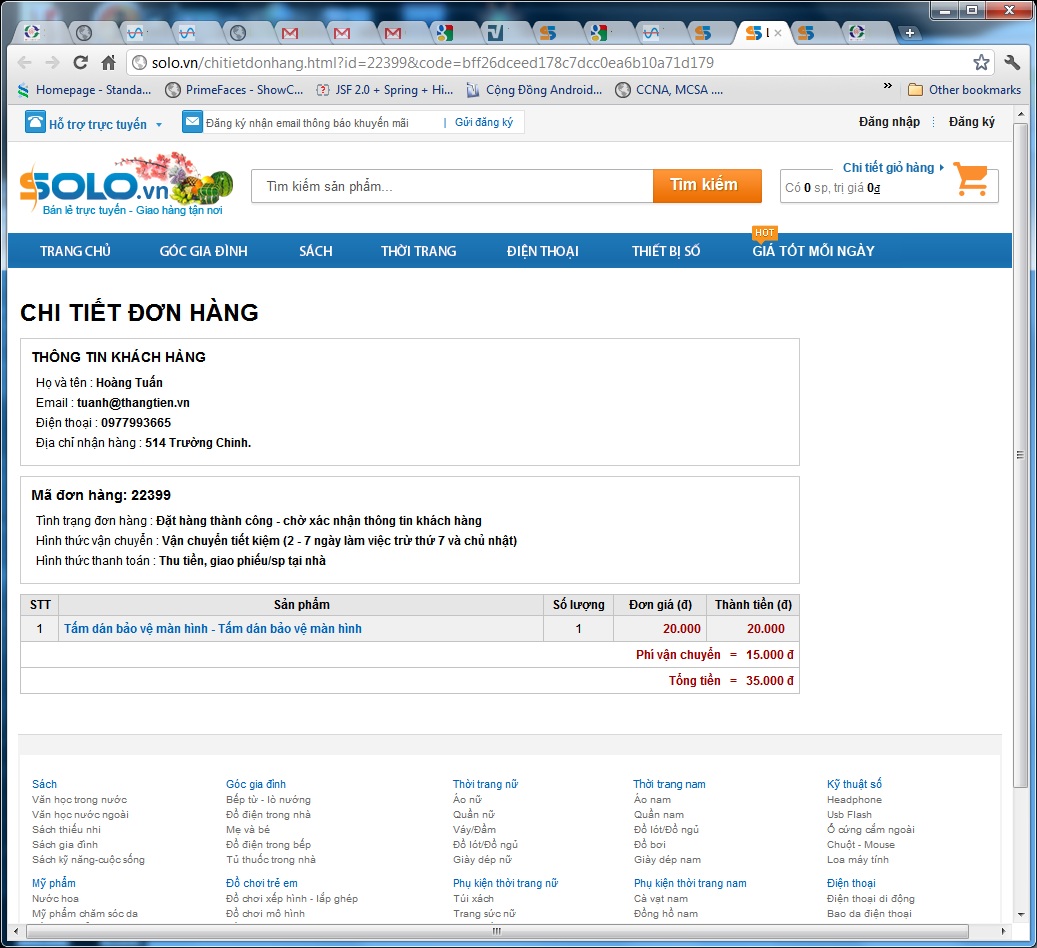 solo.vn/chitietdonhang.html?id=22399&code=bff26dceed178c7dcc0ea6b10a71d179
Homepage - Standa... PrimeFaces - ShowC... JSF 2.0 + Spring + Hi... Cộng Đồng Android... CCNA, MCSA .... » Other bookmarks
Hỗ trợ trực tuyến Đăng ký nhận email thông báo khuyến mãi | Gửi đăng ký Đăng nhập Đăng ký
SOLO.vn
Bán lẻ trực tuyến - Giao hàng tận nơi
Tìm kiếm sản phẩm... Tìm kiếm
Chi tiết giỏ hàng
Có 0 sp, trị giá 0đ
HOT
TRANG CHỦ GÓC GIA ĐÌNH SÁCH THỜI TRANG ĐIỆN THOẠI THIẾT BỊ SỐ GIÁ TỐT MỖI NGÀY
CHI TIẾT ĐƠN HÀNG
THÔNG TIN KHÁCH HÀNG
Họ và tên : Hoàng Tuấn
Email : tuanh@thangtien.vn
Điện thoại : 0977993665
Địa chỉ nhận hàng : 514 Trường Chinh.
Mã đơn hàng: 22399
Tình trạng đơn hàng : Đặt hàng thành công - chờ xác nhận thông tin khách hàng
Hình thức vận chuyển : Vận chuyển tiết kiệm (2 - 7 ngày làm việc trừ thứ 7 và chủ nhật)
Hình thức thanh toán : Thu tiền, giao phiếu/sp tại nhà
STT Sản phẩm Số lượng Đơn giá (đ) Thành tiền (đ)
1 Tấm dán bảo vệ màn hình - Tấm dán bảo vệ màn hình 1 20.000 20.000
Phí vận chuyển = 15.000 đ
Tổng tiền = 35.000 đ
Sách Góc gia đình Thời trang nữ Thời trang nam Kỹ thuật số
Văn học trong nước Bếp từ - lò nướng Áo nữ Áo nam Headphone
Văn học nước ngoài Đồ điện trong nhà Quần nữ Quần nam Usb Flash
Sách thiếu nhi Mẹ và bé Váy/Đầm Đồ lót/Đồ ngủ Ổ cứng cắm ngoài
Sách gia đình Đồ điện trong bếp Đồ lót/Đồ ngủ Đồ bơi Chuột - Mouse
Sách kỹ năng-cuộc sống Tủ thuốc trong nhà Giày dép nữ Giày dép nam Loa máy tính
Mỹ phẩm Đồ chơi trẻ em Phụ kiện thời trang nữ Phụ kiện thời trang nam Điện thoại
Nước hoa Đồ chơi xếp hình - lắp ghép Túi xách Cà vạt nam Điện thoại di động
Mỹ phẩm chăm sóc da Đồ chơi mô hình Trang sức nữ Đồng hồ nam Bao da điện thoại